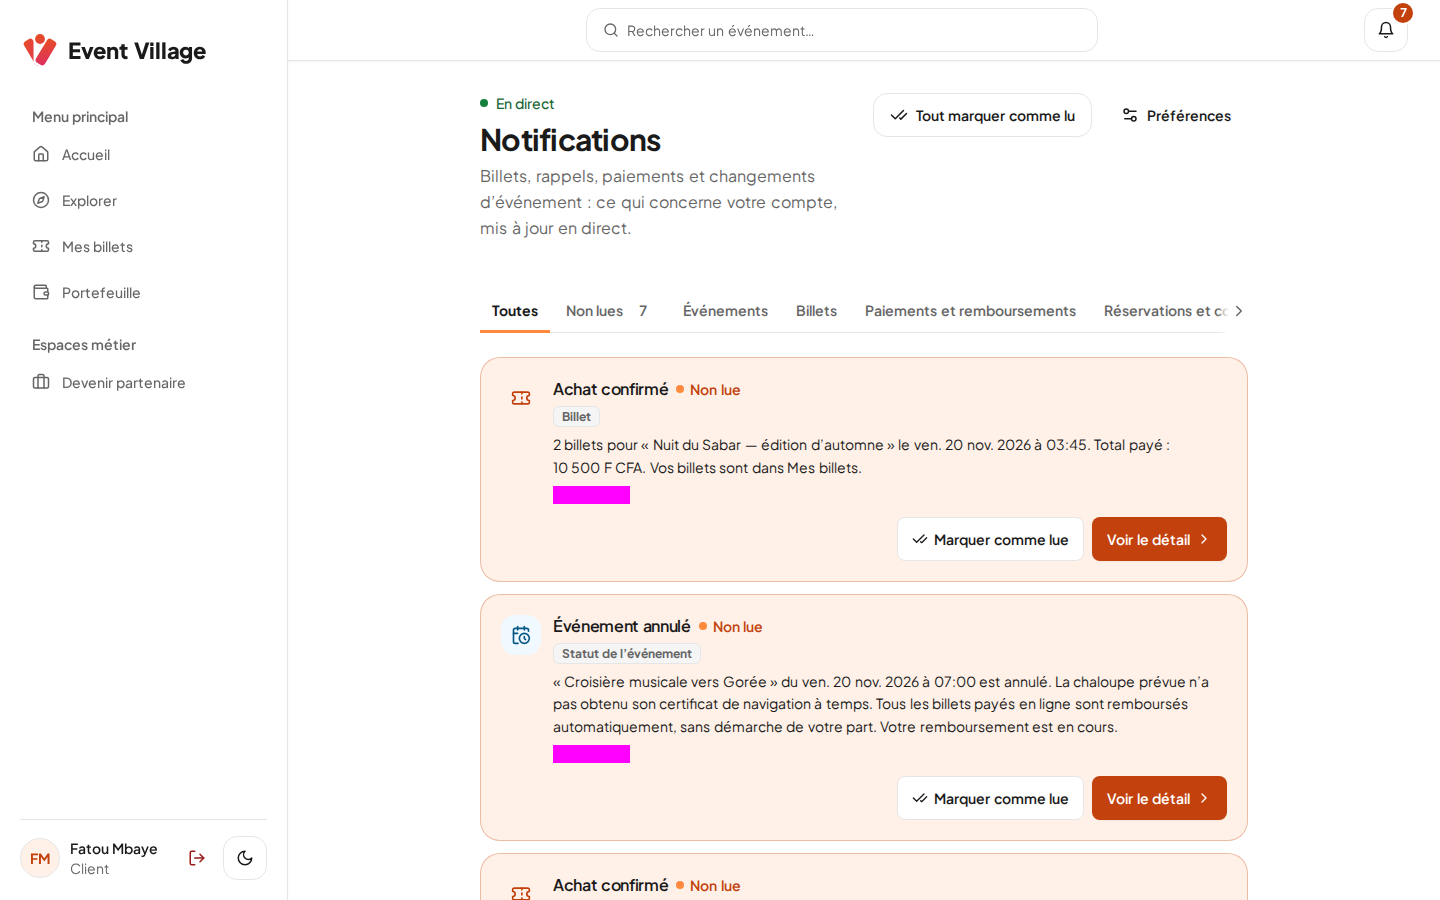 Event Village
Rechercher un événement…
7
Menu principal
Accueil
Explorer
Mes billets
Portefeuille
Espaces métier
Devenir partenaire
FM
Fatou Mbaye
Client
En direct
Notifications
Billets, rappels, paiements et changements
d’événement : ce qui concerne votre compte,
mis à jour en direct.
Tout marquer comme lu
Préférences
Toutes
Non lues 7
Événements
Billets
Paiements et remboursements
Réservations et
Achat confirmé
Non lue
Billet
2 billets pour « Nuit du Sabar — édition d’automne » le ven. 20 nov. 2026 à 03:45. Total payé :
10 500 F CFA. Vos billets sont dans Mes billets.
Marquer comme lue
Voir le détail
Événement annulé
Non lue
Statut de l’événement
« Croisière musicale vers Gorée » du ven. 20 nov. 2026 à 07:00 est annulé. La chaloupe prévue n’a
pas obtenu son certificat de navigation à temps. Tous les billets payés en ligne sont remboursés
automatiquement, sans démarche de votre part. Votre remboursement est en cours.
Marquer comme lue
Voir le détail
Achat confirmé
Non lue